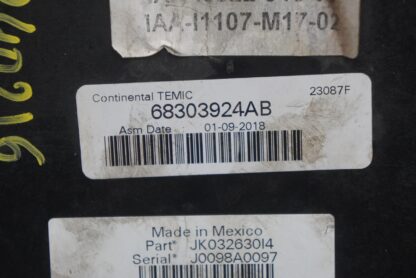 IAA-I1107-M17-02
Continental TEMIC 23087F
68303924AB
Asm Date 01-09-2018
Made in Mexico
Part* JK032630I4
Serial* J0098A0097